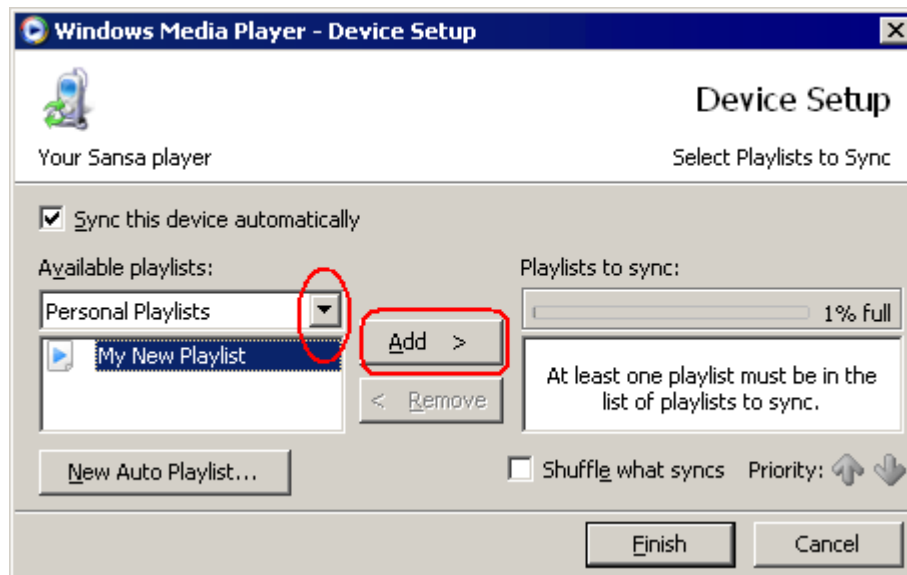 Windows Media Player - Device Setup
Device Setup
Your Sansa player
Select Playlists to Sync
Sync this device automatically
Available playlists:
Playlists to sync:
Personal Playlists
1% full
Add >
My New Playlist
At least one playlist must be in the
list of playlists to sync.
< Remove
New Auto Playlist...
Shuffle what syncs
Priority:
Finish
Cancel